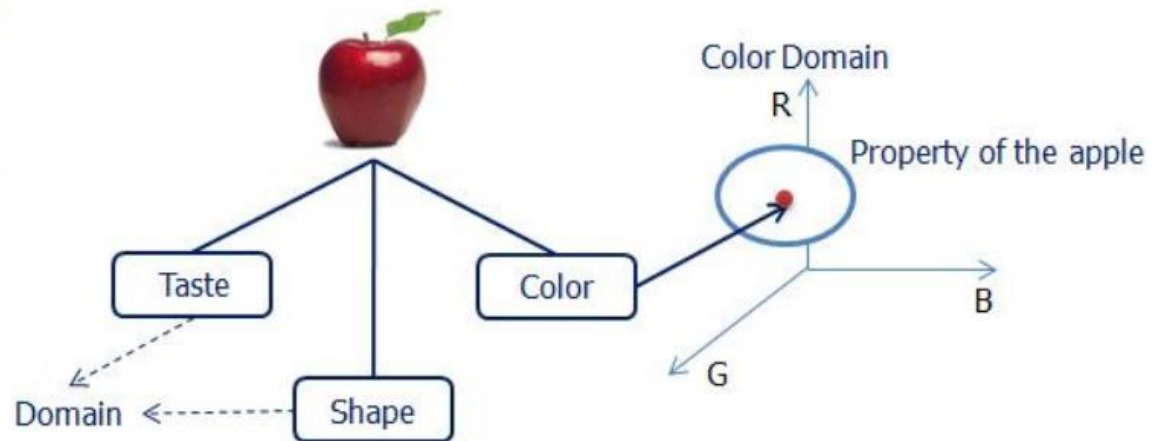 Color Domain
R
Property of the apple
Taste
Color
B
G
Domain
Shape